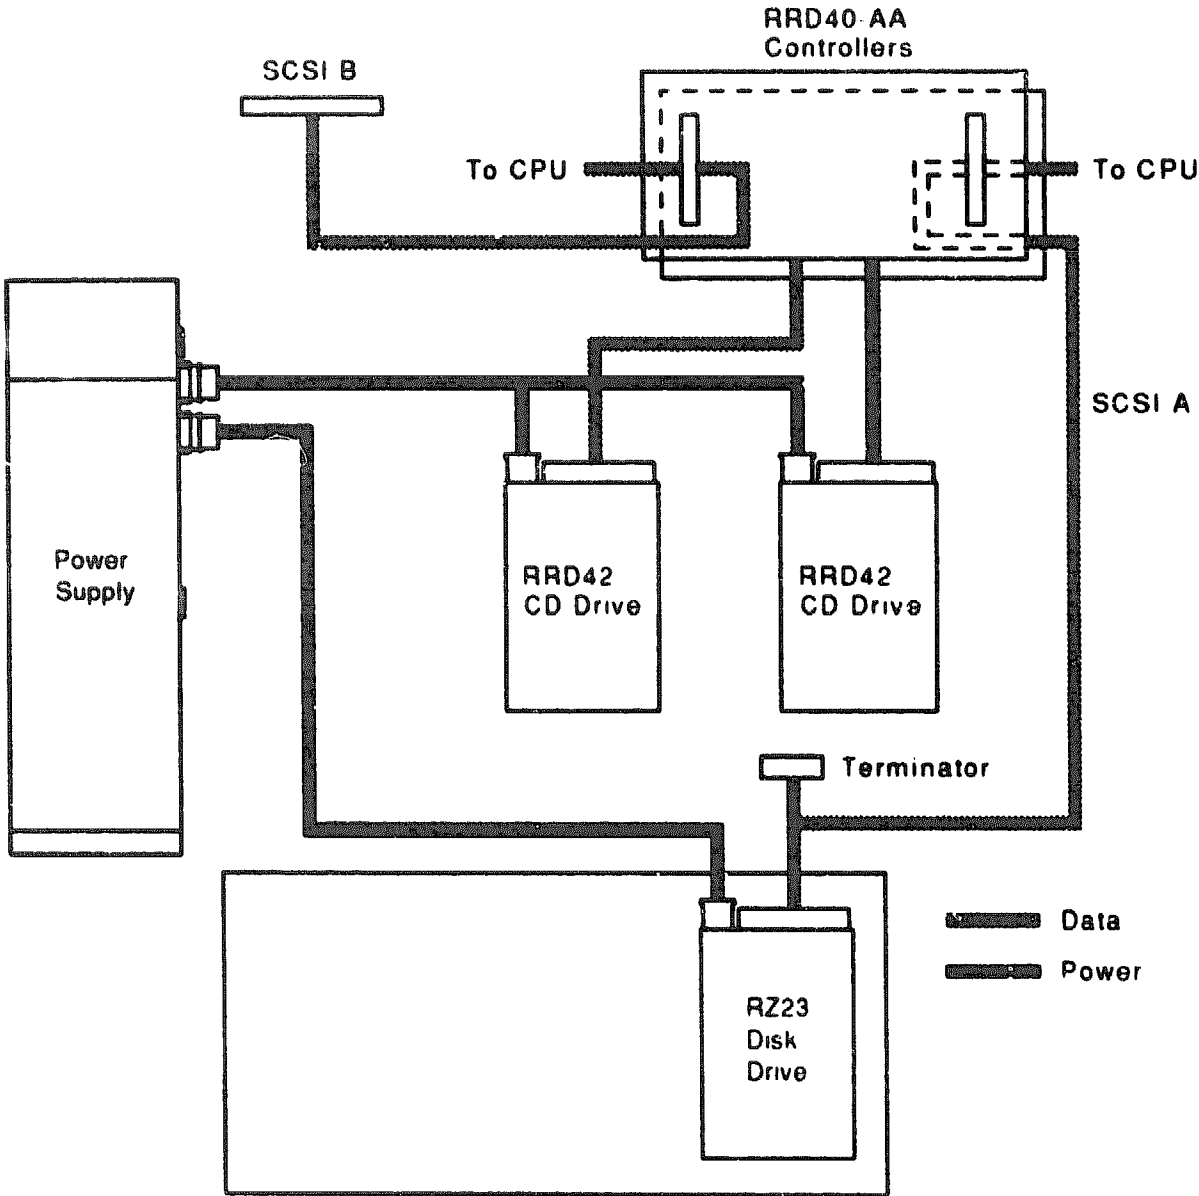 RRD40-AA
Controllers
SCSI B
To CPU
To CPU
SCSI A
Power
Supply
RRD42
CD Drive
RRD42
CD Drive
Terminator
Data
Power
RZ23
Disk
Drive